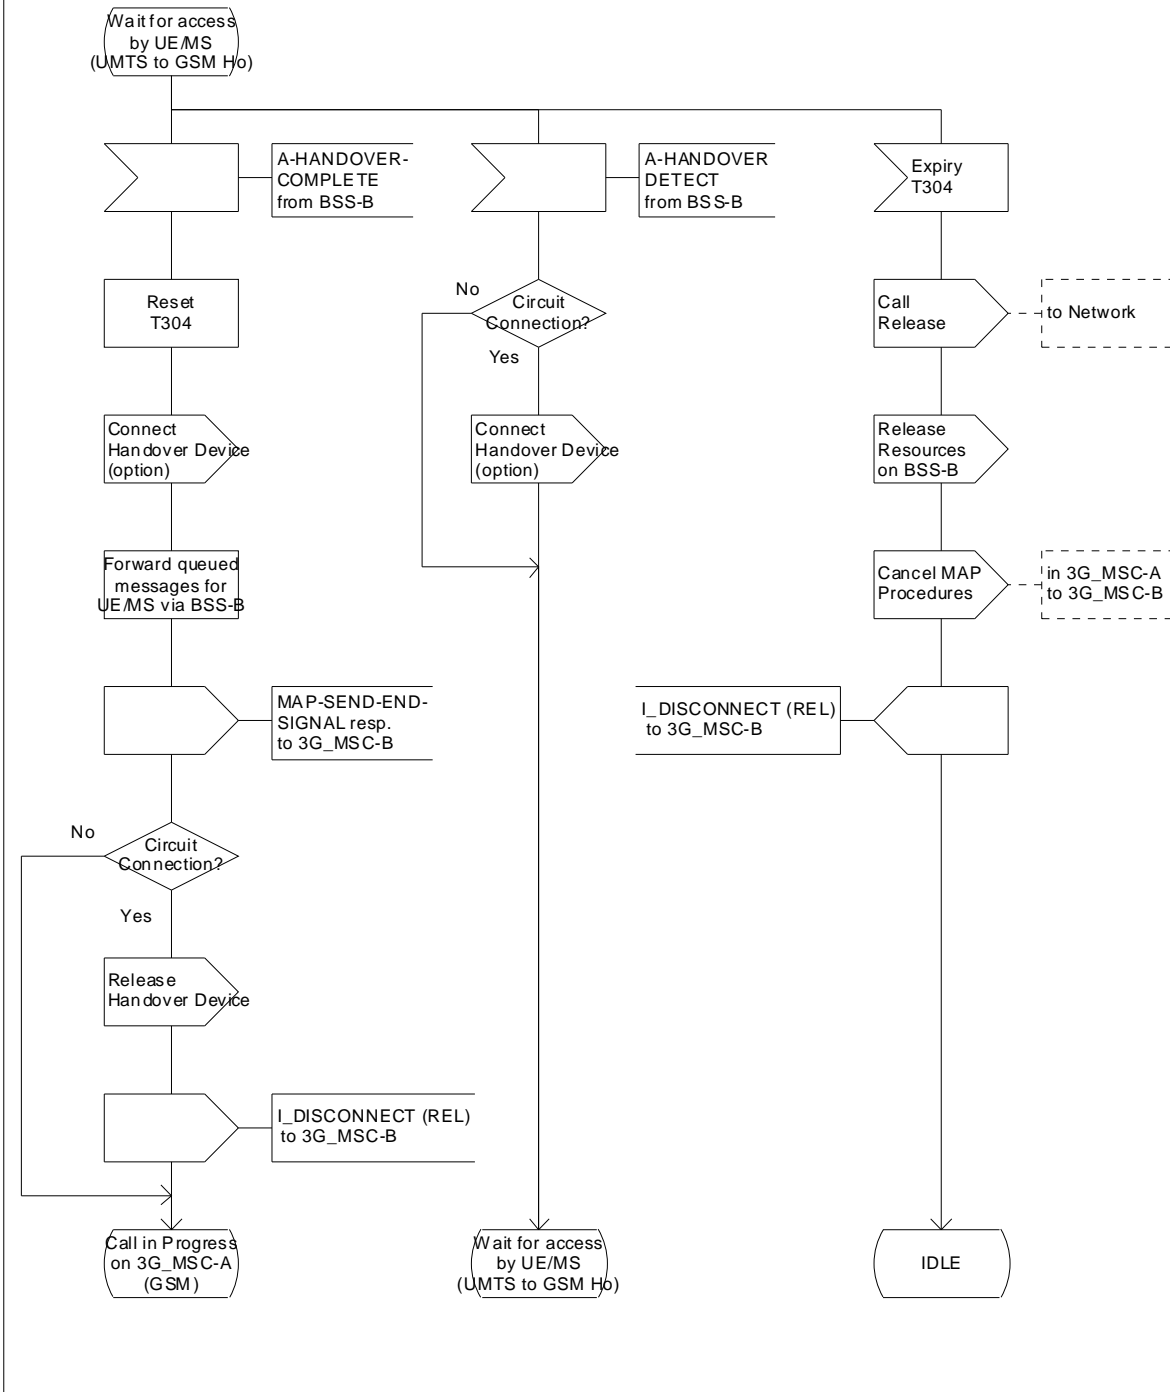 Wait for access
by UE/MS
(UMTS to GSM Ho)
A-HANDOVER-
COMPLETE
from BSS-B
A-HANDOVER
DETECT
from BSS-B
Expiry
T304
Reset
T304
No
Circuit
Connection?
Yes
Call
Release
to Network
Connect
Handover Device
(option)
Connect
Handover Device
(option)
Release
Resources
on BSS-B
Forward queued
messages for
UE/MS via BSS-B
Cancel MAP
Procedures
in 3G_MSC-A
to 3G_MSC-B
MAP-SEND-END-
SIGNAL resp.
to 3G_MSC-B
I_DISCONNECT (REL)
to 3G_MSC-B
No
Circuit
Connection?
Yes
Release
Handover Device
I_DISCONNECT (REL)
to 3G_MSC-B
Call in Progress
on 3G_MSC-A
(GSM)
Wait for access
by UE/MS
(UMTS to GSM Ho)
IDLE